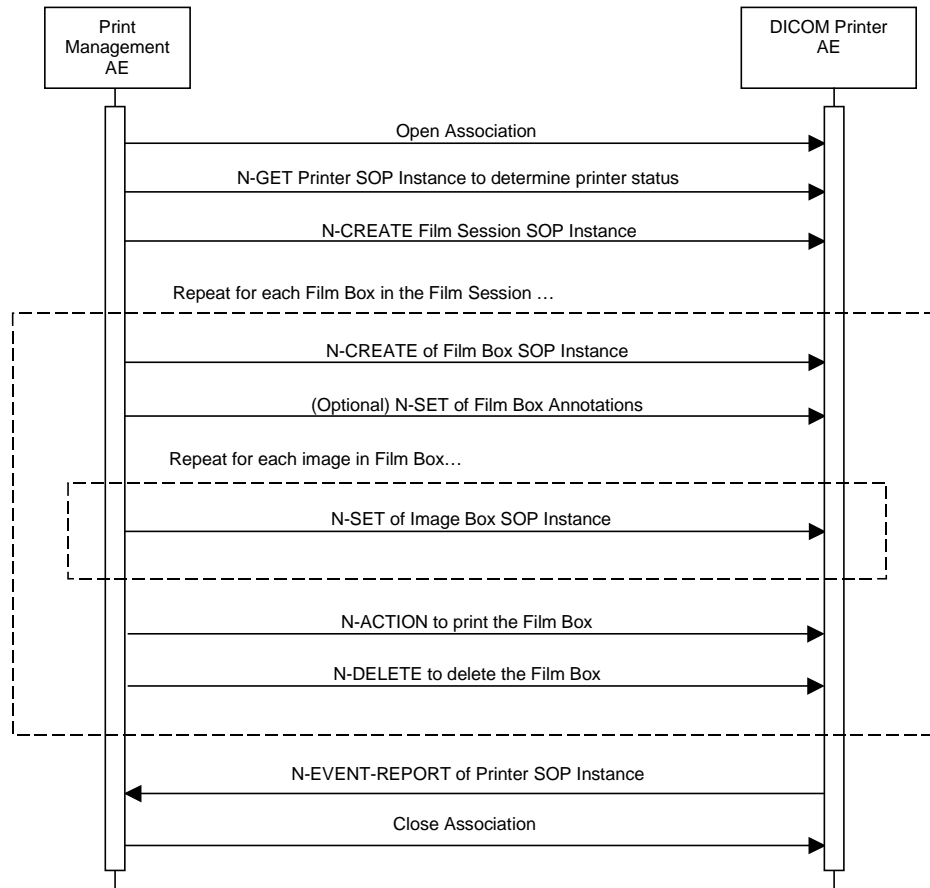 Print
Management
AE
DICOM Printer
AE
Open Association
N-GET Printer SOP Instance to determine printer status
N-CREATE Film Session SOP Instance
Repeat for each Film Box in the Film Session …
N-CREATE of Film Box SOP Instance
(Optional) N-SET of Film Box Annotations
Repeat for each image in Film Box…
N-SET of Image Box SOP Instance
N-ACTION to print the Film Box
N-DELETE to delete the Film Box
N-EVENT-REPORT of Printer SOP Instance
Close Association